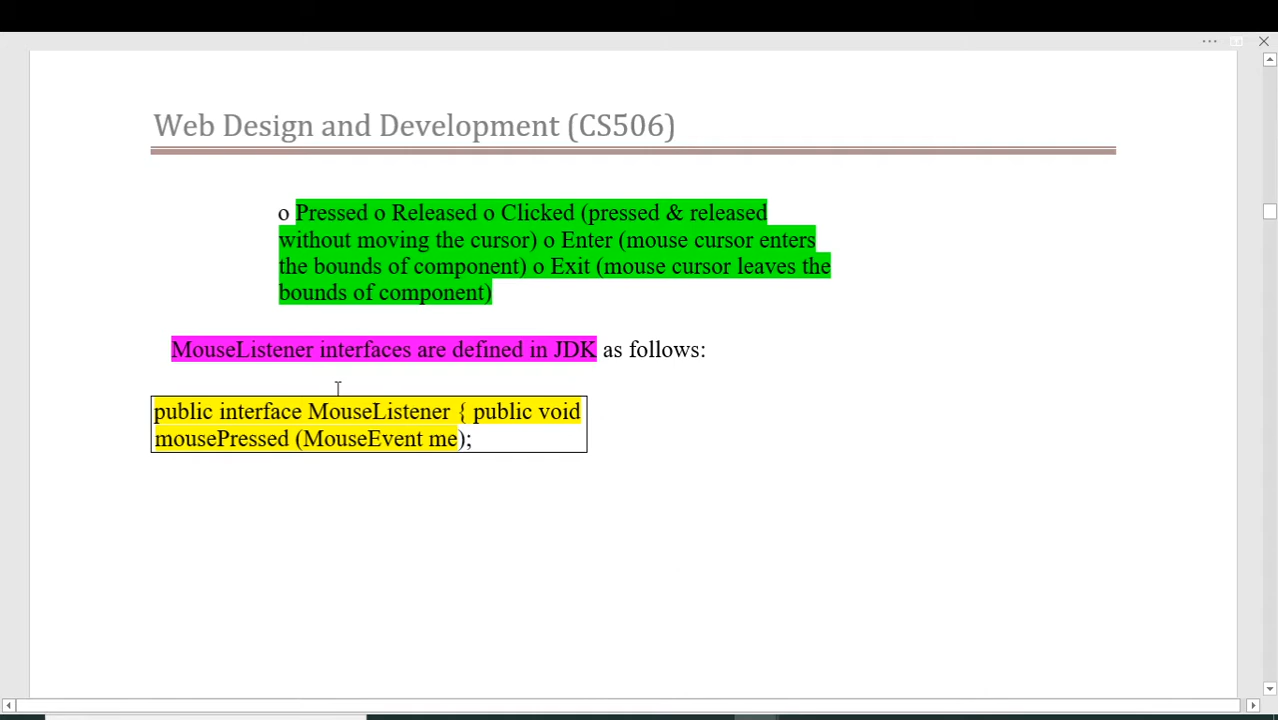 Web Design and Development (CS506)
o Pressed o Released o Clicked (pressed & released
without moving the cursor) o Enter (mouse cursor enters
the bounds of component) o Exit (mouse cursor leaves the
bounds of component)
MouseListener interfaces are defined in JDK as follows:
public interface MouseListener { public void
mousePressed (MouseEvent me);